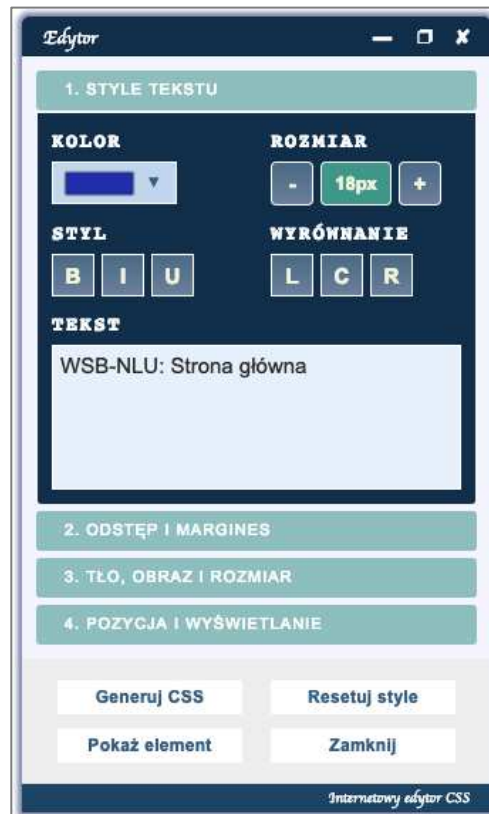 Edytor
1. STYLE TEKSTU
KOLOR ROZMIAR
- 18px +
STYL WYRÓWNANIE
B I U L C R
TEKST
WSB-NLU: Strona główna
2. ODSTĘP I MARGINES
3. TŁO, OBRAZ I ROZMIAR
4. POZYCJA I WYŚWIETLANIE
Generuj CSS Resetuj style
Pokaż element Zamknij
Internetowy edytor CSS